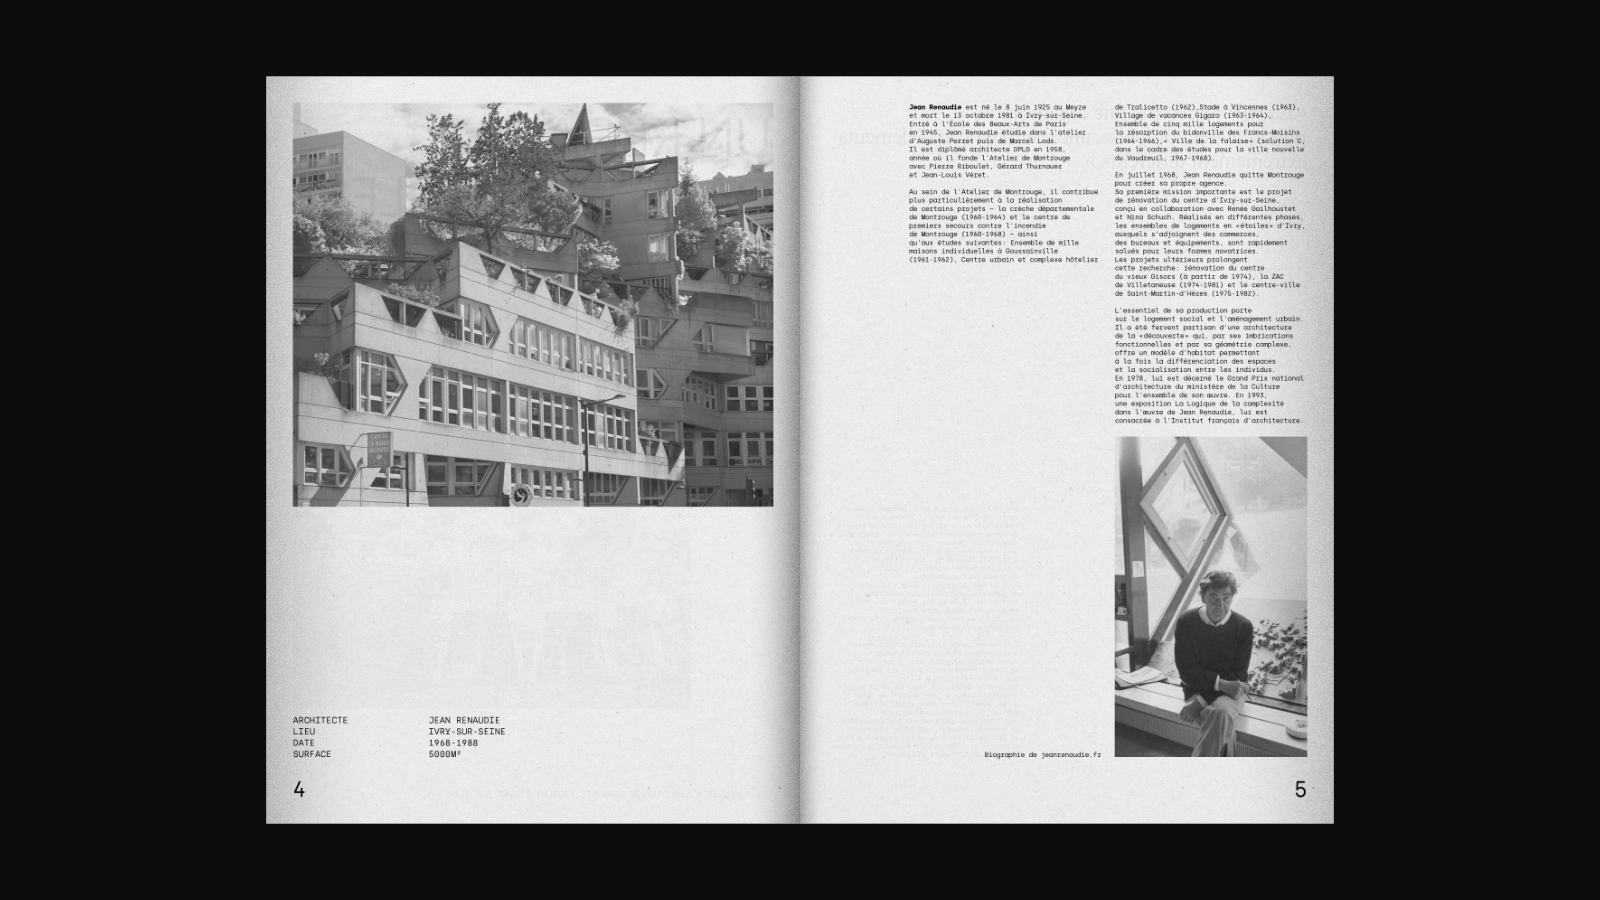 ARCHITECTE JEAN RENAUDIE
LIEU IVRY-SUR-SEINE
DATE 1968-1988
SURFACE 5000M²
4
Jean Renaudie est né le 8 juin 1925 au Meyze
et mort le 13 octobre 1981 à Ivry-sur-Seine.
Entré à l'École des Beaux-Arts de Paris
en 1945, Jean Renaudie étudie dans l'atelier
d'Auguste Perret puis de Marcel Lods.
Il est diplômé architecte DPLG en 1958,
année où il fonde l'Atelier de Montrouge
avec Pierre Riboulet, Gérard Thurnauer
et Jean-Louis Véret.
Au sein de l'Atelier de Montrouge, il contribue
plus particulièrement à la réalisation
de certains projets – la crèche départementale
de Montrouge (1960-1964) et le centre de
premiers secours contre l'incendie
de Montrouge (1960-1968) – ainsi
qu'aux études suivantes: Ensemble de mille
maisons individuelles à Goussainville
(1961-1962), Centre urbain et complexe hôtelier
de Tralicetto (1962),Stade à Vincennes (1963),
Village de vacances Gigaro (1963-1964),
Ensemble de cinq mille logements pour
la résorption du bidonville des Francs-Moisins
(1964-1966),« Ville de la falaise» (solution C,
dans le cadre des études pour la ville nouvelle
du Vaudreuil, 1967-1968).
En juillet 1968, Jean Renaudie quitte Montrouge
pour créer sa propre agence.
Sa première mission importante est le projet
de rénovation du centre d'Ivry-sur-Seine,
conçu en collaboration avec Renée Gailhoustet
et Nina Schuch. Réalisés en différentes phases,
les ensembles de logements en «étoiles» d'Ivry,
auxquels s'adjoignent des commerces,
des bureaux et équipements, sont rapidement
salués pour leurs formes novatrices.
Les projets ultérieurs prolongent
cette recherche: rénovation du centre
du vieux Gisors (à partir de 1974), la ZAC
de Villetaneuse (1974-1981) et le centre-ville
de Saint-Martin-d'Hères (1975-1982).
L'essentiel de sa production porte
sur le logement social et l'aménagement urbain.
Il a été fervent partisan d'une architecture
de la «découverte» qui, par ses imbrications
fonctionnelles et par sa géométrie complexe,
offre un modèle d'habitat permettant
à la fois la différenciation des espaces
et la socialisation entre les individus.
En 1978, lui est décerné le Grand Prix national
d'architecture du ministère de la Culture
pour l'ensemble de son œuvre. En 1993,
une exposition La Logique de la complexité
dans l'œuvre de Jean Renaudie, lui est
consacrée à l'Institut français d'architecture.
Biographie de jeanrenaudie.fr
5